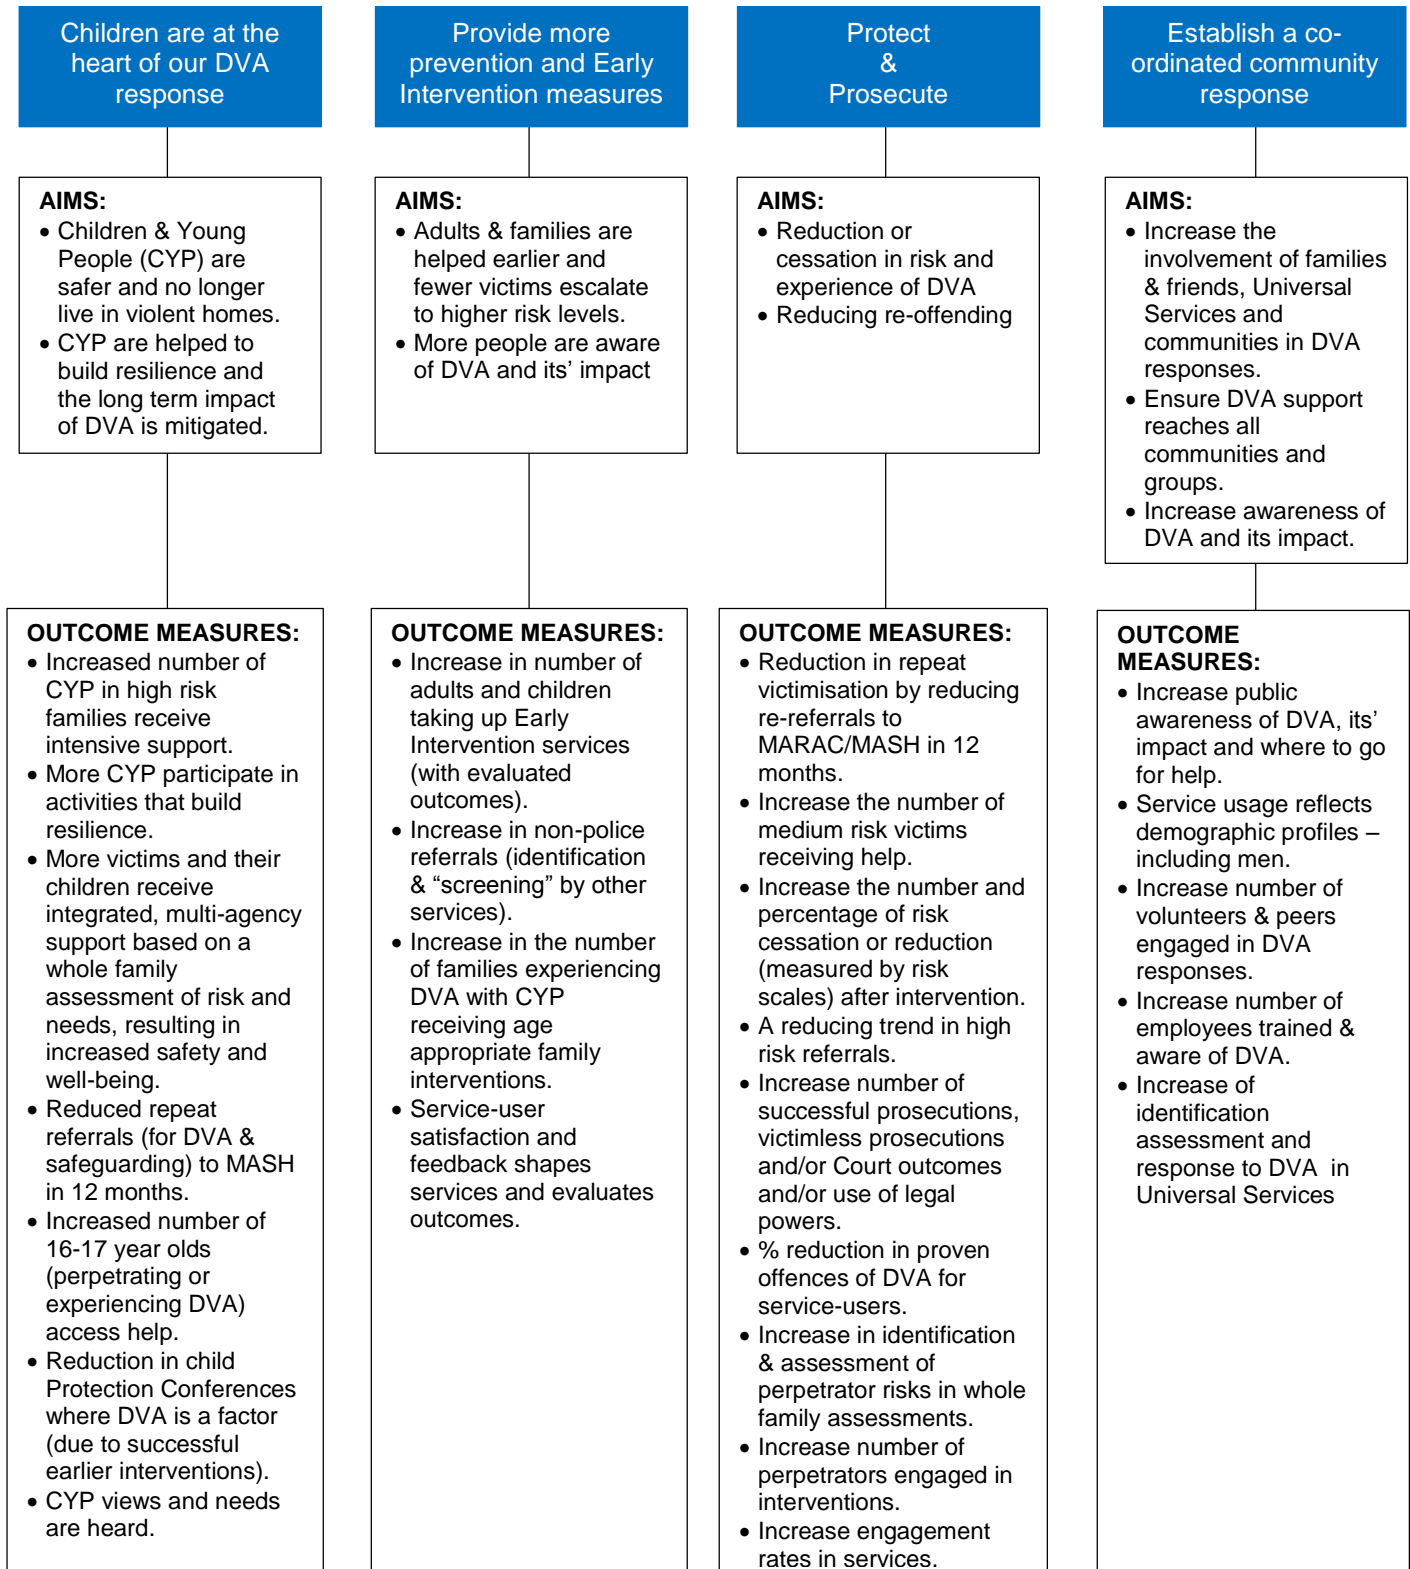 Children are at the
heart of our DVA
response
Provide more
prevention and Early
Intervention measures
Protect
&
Prosecute
Establish a co-
ordinated community
response
AIMS:
• Children & Young
People (CYP) are
safer and no longer
live in violent homes.
• CYP are helped to
build resilience and
the long term impact
of DVA is mitigated.
AIMS:
• Adults & families are
helped earlier and
fewer victims escalate
to higher risk levels.
• More people are aware
of DVA and its’ impact
AIMS:
• Reduction or
cessation in risk and
experience of DVA
• Reducing re-offending
AIMS:
• Increase the
involvement of families
& friends, Universal
Services and
communities in DVA
responses.
• Ensure DVA support
reaches all
communities and
groups.
• Increase awareness of
DVA and its impact.
OUTCOME MEASURES:
• Increased number of
CYP in high risk
families receive
intensive support.
• More CYP participate in
activities that build
resilience.
• More victims and their
children receive
integrated, multi-agency
support based on a
whole family
assessment of risk and
needs, resulting in
increased safety and
well-being.
• Reduced repeat
referrals (for DVA &
safeguarding) to MASH
in 12 months.
• Increased number of
16-17 year olds
(perpetrating or
experiencing DVA)
access help.
• Reduction in child
Protection Conferences
where DVA is a factor
(due to successful
earlier interventions).
• CYP views and needs
are heard.
OUTCOME MEASURES:
• Increase in number of
adults and children
taking up Early
Intervention services
(with evaluated
outcomes).
• Increase in non-police
referrals (identification
& “screening” by other
services).
• Increase in the number
of families experiencing
DVA with CYP
receiving age
appropriate family
interventions.
• Service-user
satisfaction and
feedback shapes
services and evaluates
outcomes.
OUTCOME MEASURES:
• Reduction in repeat
victimisation by reducing
re-referrals to
MARAC/MASH in 12
months.
• Increase the number of
medium risk victims
receiving help.
• Increase the number and
percentage of risk
cessation or reduction
(measured by risk
scales) after intervention.
• A reducing trend in high
risk referrals.
• Increase number of
successful prosecutions,
victimless prosecutions
and/or Court outcomes
and/or use of legal
powers.
• % reduction in proven
offences of DVA for
service-users.
• Increase in identification
& assessment of
perpetrator risks in whole
family assessments.
• Increase number of
perpetrators engaged in
interventions.
• Increase engagement
rates in services.
OUTCOME
MEASURES:
• Increase public
awareness of DVA, its’
impact and where to go
for help.
• Service usage reflects
demographic profiles –
including men.
• Increase number of
volunteers & peers
engaged in DVA
responses.
• Increase number of
employees trained &
aware of DVA.
• Increase of
identification
assessment and
response to DVA in
Universal Services